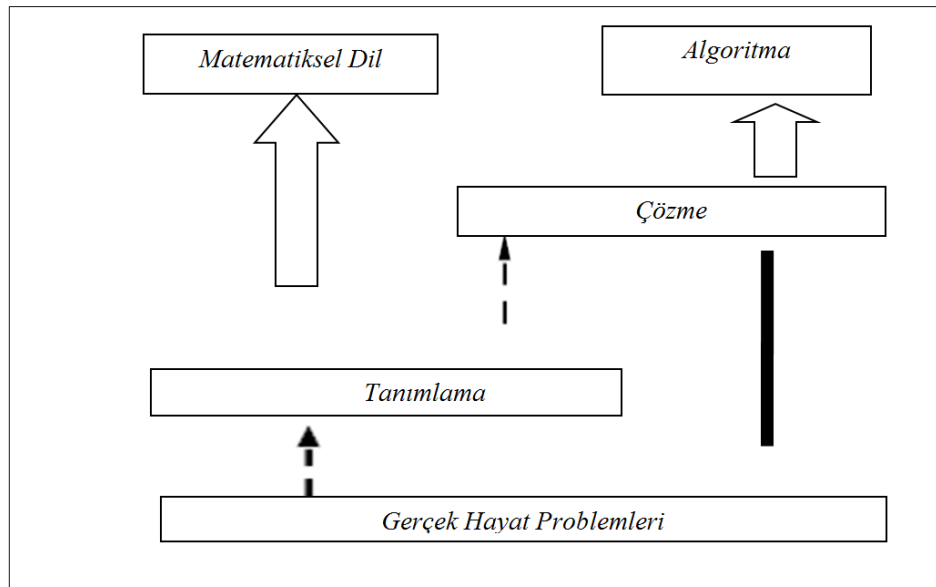 Matematiksel Dil
Algoritma
Çözme
Tanımlama
Gerçek Hayat Problemleri